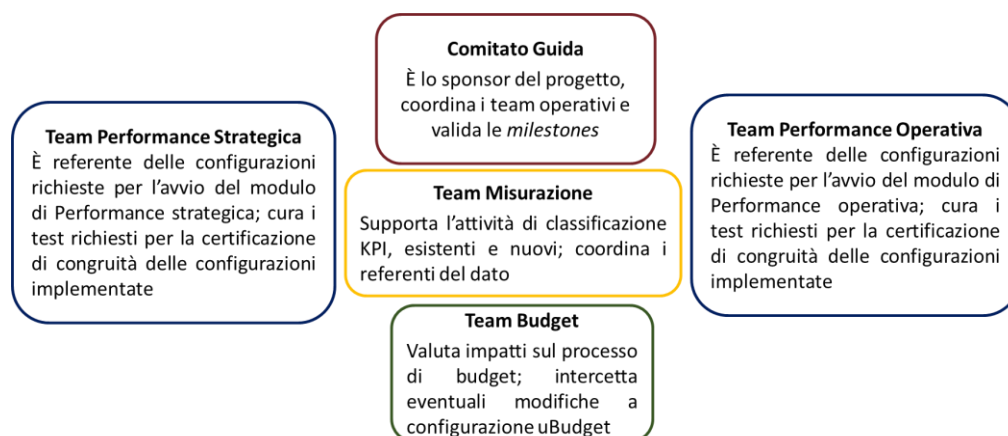 Comitato Guida
È lo sponsor del progetto,
coordina i team operativi e
valida le milestones
Team Performance Strategica
È referente delle configurazioni
richieste per l'avvio del modulo
di Performance strategica; cura i
test richiesti per la certificazione
di congruità delle configurazioni
implementate
Team Misurazione
Supporta l'attività di classificazione
KPI, esistenti e nuovi; coordina i
referenti del dato
Team Budget
Valuta impatti sul processo
di budget; intercetta
eventuali modifiche a
configurazione uBudget
Team Performance Operativa
È referente delle configurazioni
richieste per l'avvio del modulo di
Performance operativa; cura i
test richiesti per la certificazione
di congruità delle configurazioni
implementate